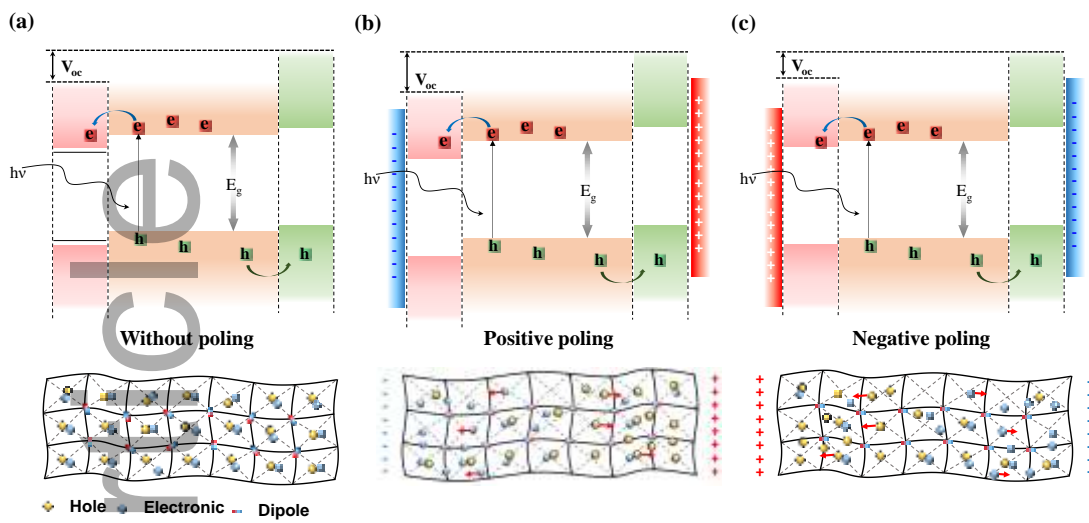 (a)
(b)
(c)
Voc
Voc
Voc
e e e e
e e e e
e e e e
hν
hν
hν
Eg
Eg
Eg
h h h h
h h h h
h h h h
Without poling
Positive poling
Negative poling
Hole Electronic Dipole